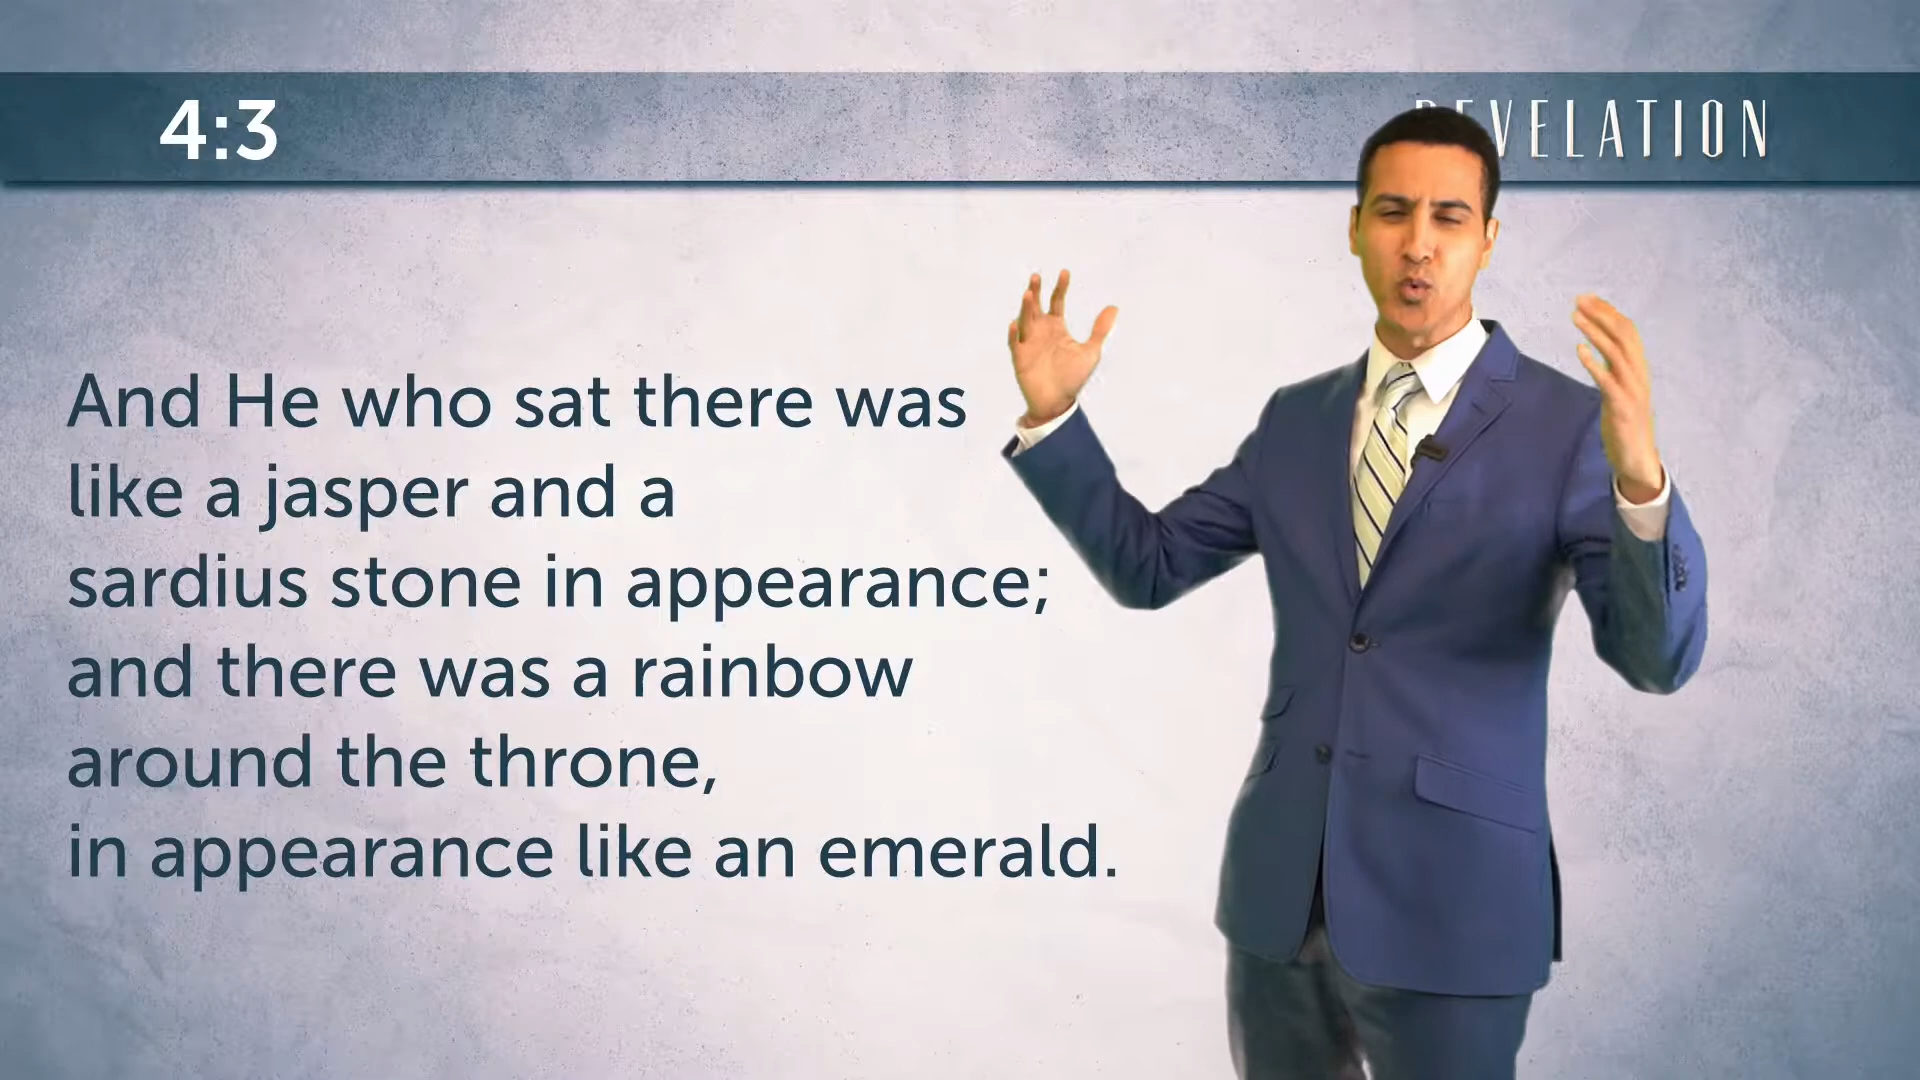 4:3
REVELATION
And He who sat there was
like a jasper and a
sardius stone in appearance;
and there was a rainbow
around the throne,
in appearance like an emerald.